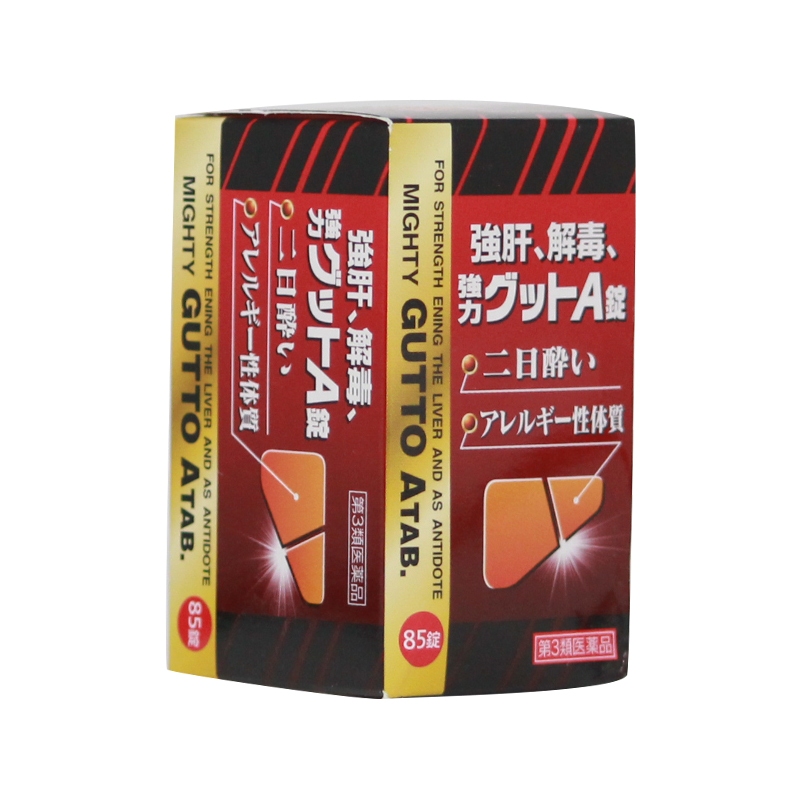 FOR STRENGTH ENING THE LIVER AND AS ANTIDOTE
MIGHTY GUTTO A TAB.
強肝、解毒、
強力グットA錠
二日酔い
アレルギー性体質
第3類医薬品
85錠
FOR STRENGTH ENING THE LIVER AND AS ANTIDOTE
MIGHTY GUTTO A TAB.
強肝、解毒、
強力グットA錠
二日酔い
アレルギー性体質
85錠
第3類医薬品